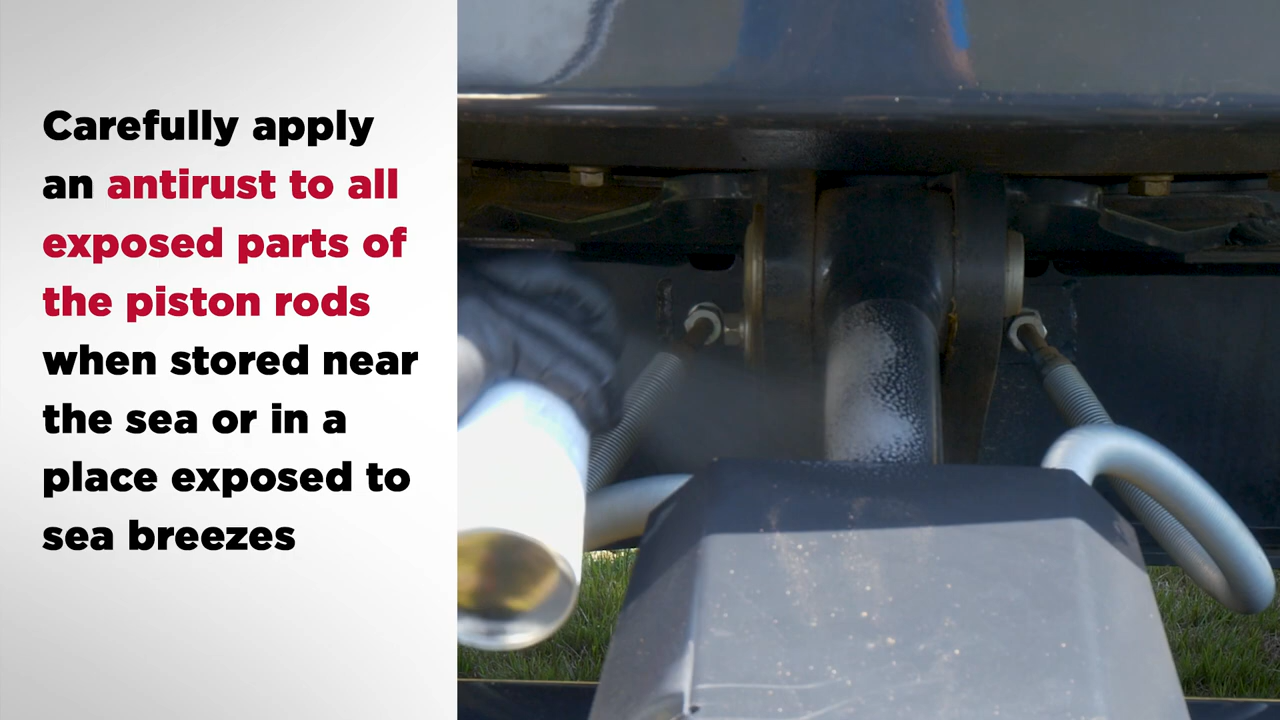 Carefully apply
an antirust to all
exposed parts of
the piston rods
when stored near
the sea or in a
place exposed to
sea breezes